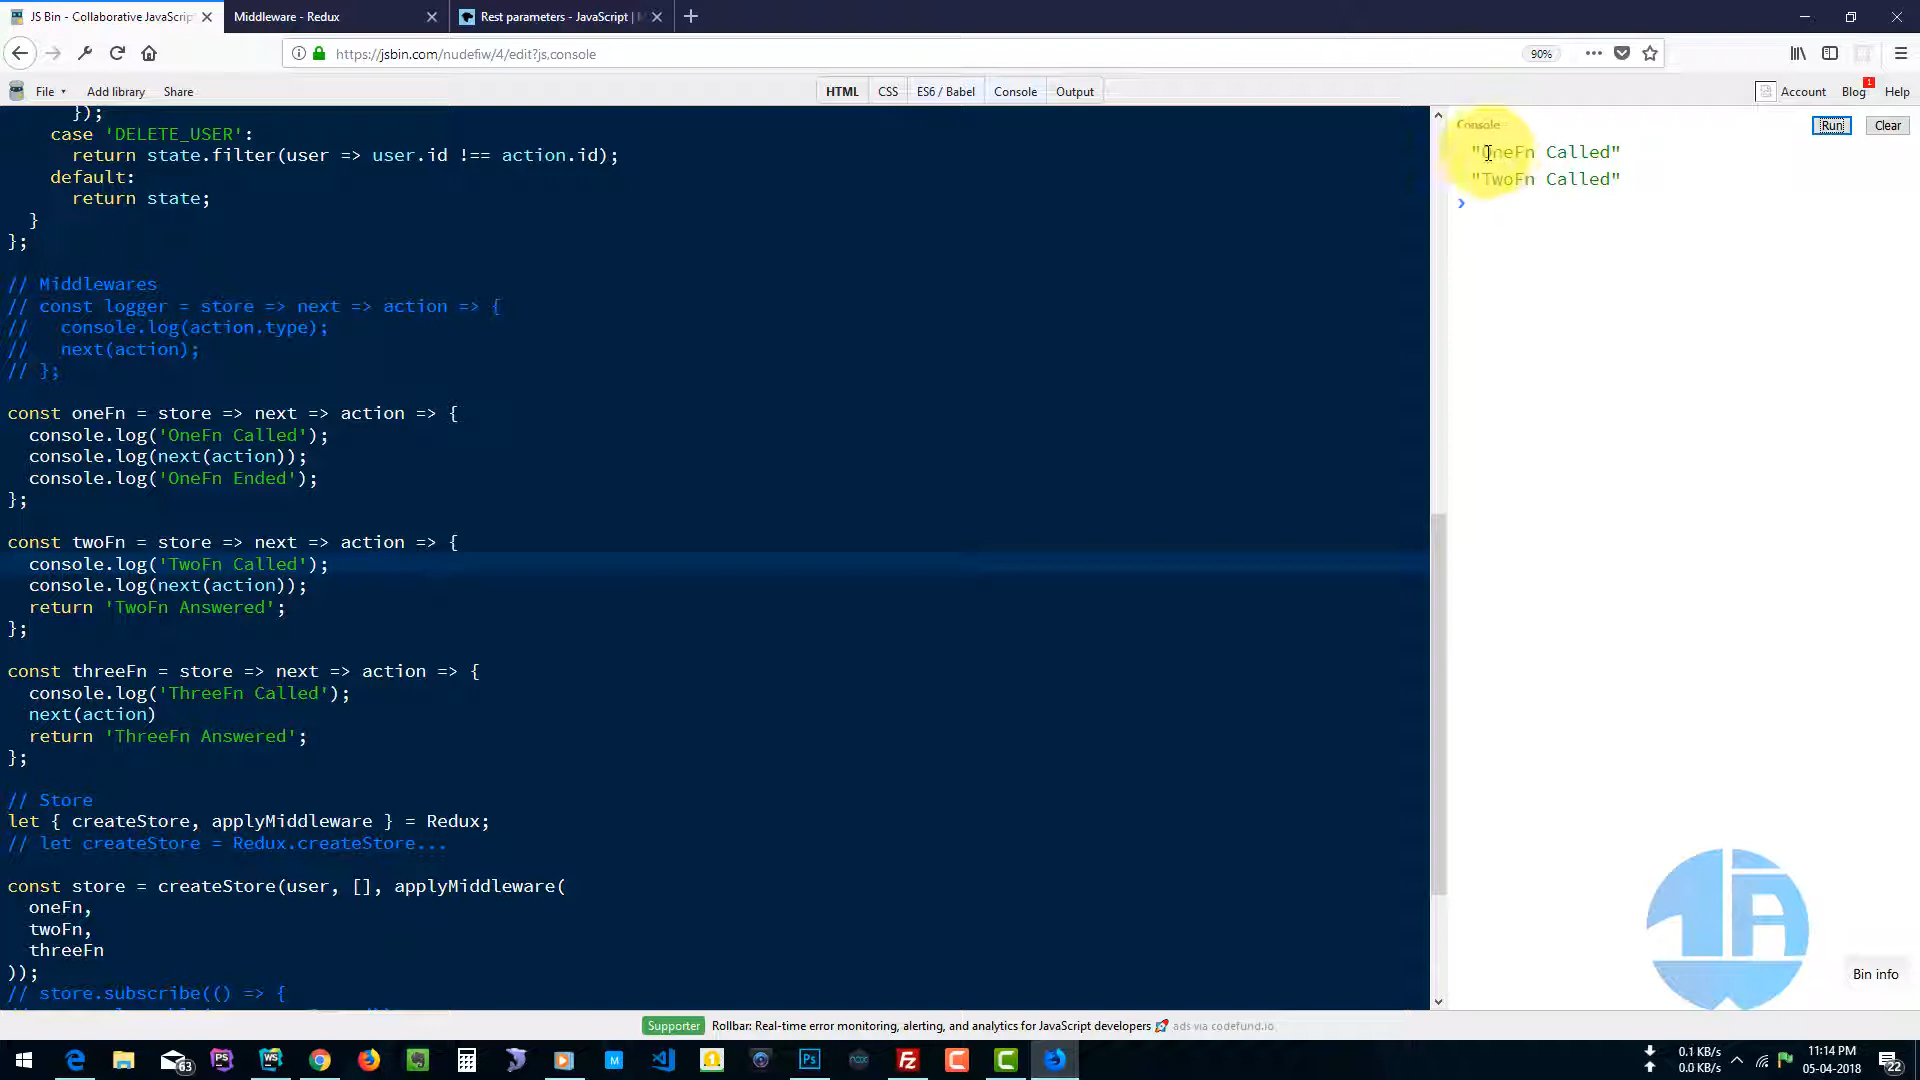 JS Bin - Collaborative JavaScript
Middleware - Redux
Rest parameters - JavaScript |
https://jsbin.com/nudefiw/4/edit?js,console
90%
File
Add library
Share
HTML
CSS
ES6 / Babel
Console
Output
Account
Blog
1
Help
});
case 'DELETE_USER':
return state.filter(user => user.id !== action.id);
default:
return state;
}
};
// Middlewares
// const logger = store => next => action => {
//   console.log(action.type);
//   next(action);
// };
const oneFn = store => next => action => {
console.log('OneFn Called');
console.log(next(action));
console.log('OneFn Ended');
};
const twoFn = store => next => action => {
console.log('TwoFn Called');
console.log(next(action));
return 'TwoFn Answered';
};
const threeFn = store => next => action => {
console.log('ThreeFn Called');
next(action)
return 'ThreeFn Answered';
};
// Store
let { createStore, applyMiddleware } = Redux;
// let createStore = Redux.createStore...
const store = createStore(user, [], applyMiddleware(
oneFn,
twoFn,
threeFn
));
// store.subscribe(() => {
Console
Run
Clear
"OneFn Called"
"TwoFn Called"
Bin info
Supporter
Rollbar: Real-time error monitoring, alerting, and analytics for JavaScript developers
ads via codefund.io
63
0.1 KB/s
0.0 KB/s
11:14 PM
05-04-2018
22